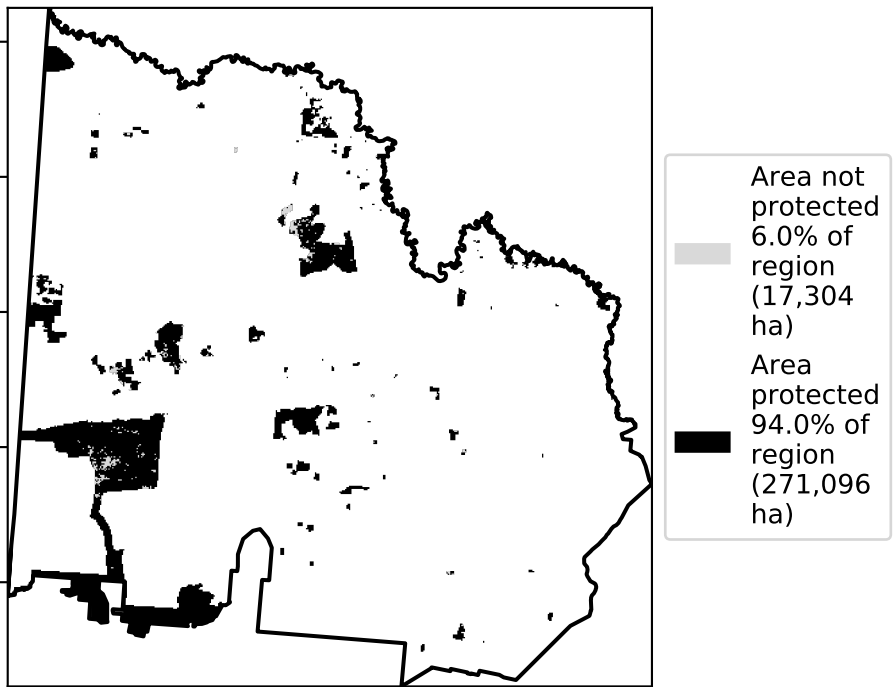 Area not
protected
6.0% of
region
(17,304
ha)
Area
protected
94.0% of
region
(271,096
ha)